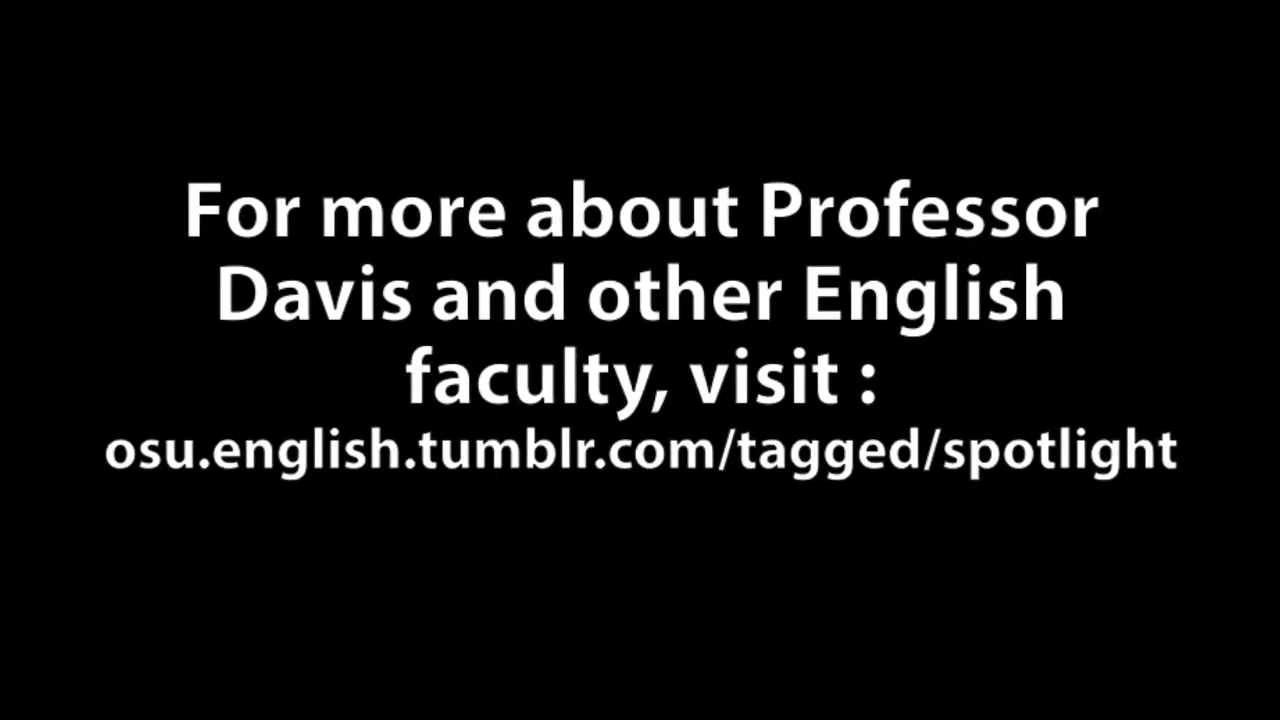 For more about Professor
Davis and other English
faculty, visit :
osu.english.tumblr.com/tagged/spotlight